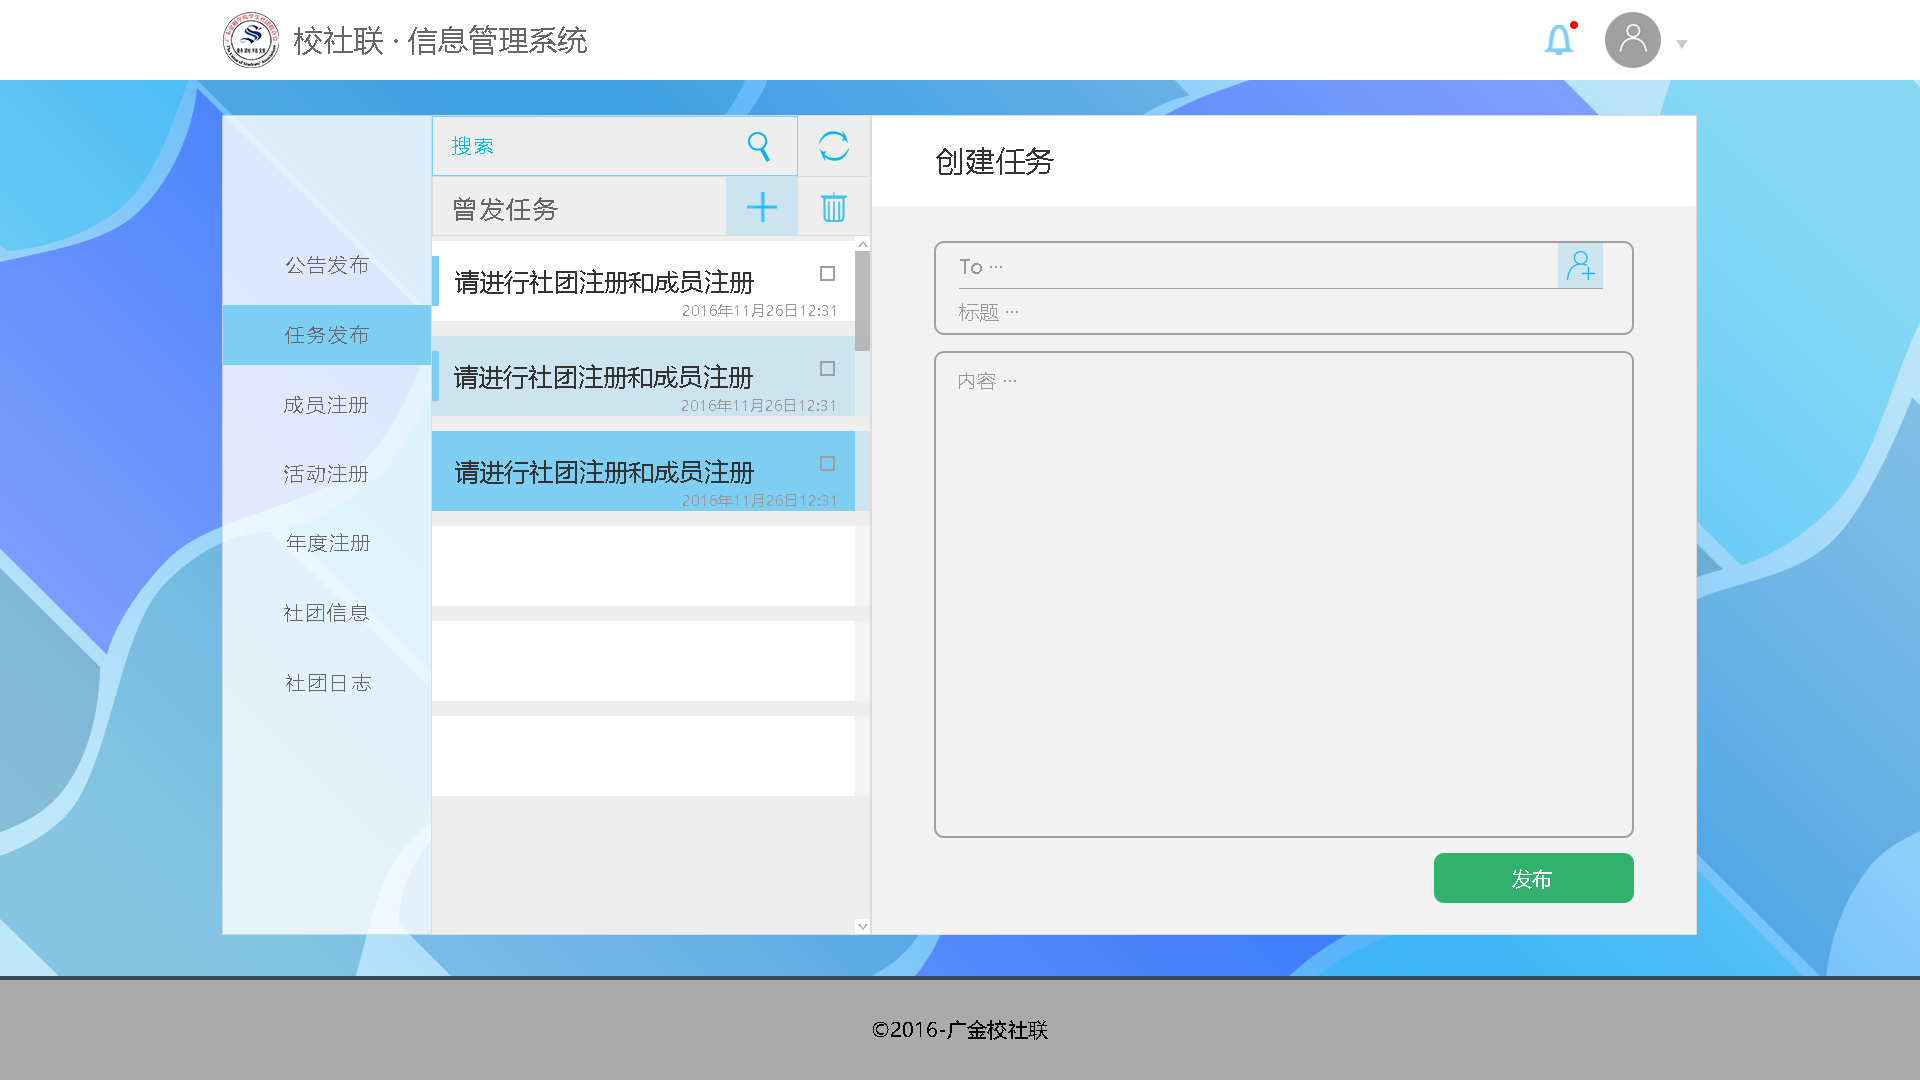 校社联 · 信息管理系统
公告发布
任务发布
成员注册
活动注册
年度注册
社团信息
社团日志
搜索
曾发任务
请进行社团注册和成员注册
2016年11月26日12:31
请进行社团注册和成员注册
2016年11月26日12:31
请进行社团注册和成员注册
2016年11月26日12:31
创建任务
To ···
标题 ···
内容 ···
发布
©2016-广金校社联